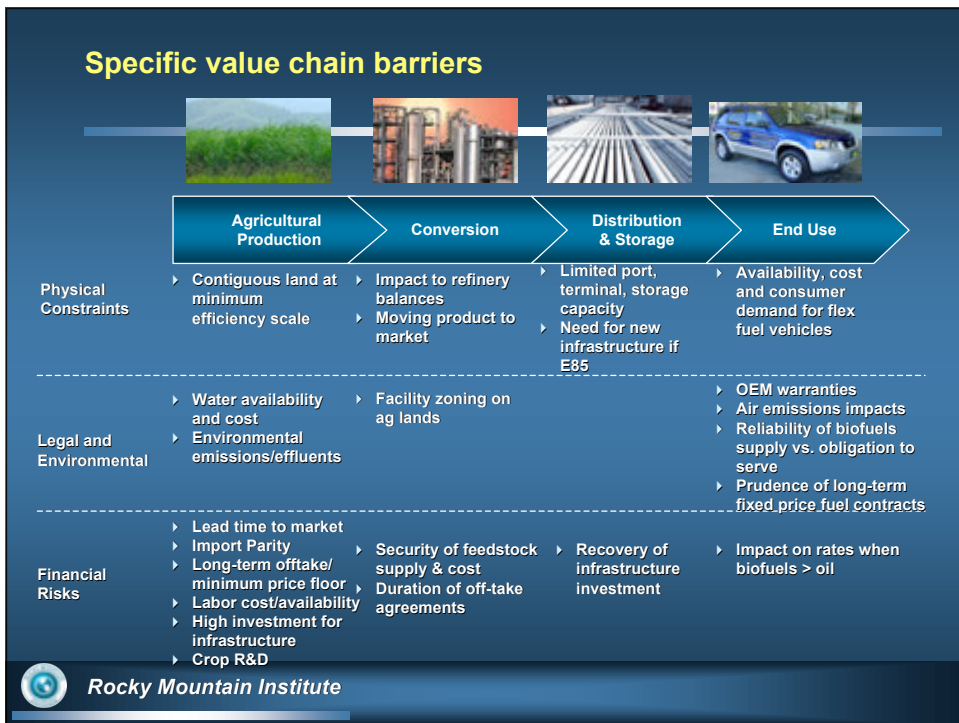 Specific value chain barriers
Agricultural
Production
Conversion
Distribution
& Storage
End Use
Physical
Constraints
Contiguous land at
minimum
efficiency scale
Impact to refinery
balances
Moving product to
market
Limited port,
terminal, storage
capacity
Need for new
infrastructure if
E85
Availability, cost
and consumer
demand for flex
fuel vehicles
Legal and
Environmental
Water availability
and cost
Environmental
emissions/effluents
Facility zoning on
ag lands
OEM warranties
Air emissions impacts
Reliability of biofuels
supply vs. obligation to
serve
Prudence of long-term
fixed price fuel contracts
Financial
Risks
Lead time to market
Import Parity
Long-term offtake/
minimum price floor
Labor cost/availability
High investment for
infrastructure
Crop R&D
Security of feedstock
supply & cost
Duration of off-take
agreements
Recovery of
infrastructure
investment
Impact on rates when
biofuels > oil
Rocky Mountain Institute